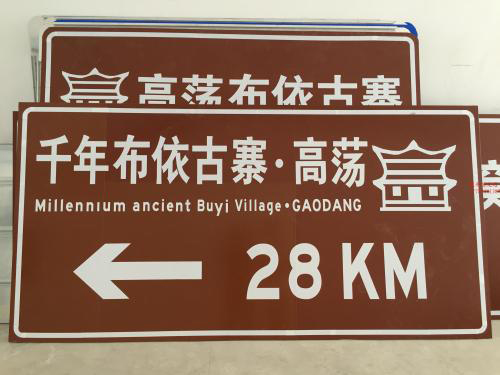 高荡布依古寨
千年布依古寨·高荡
Millennıum ancient Buyi Village·GAODANG
28 KM